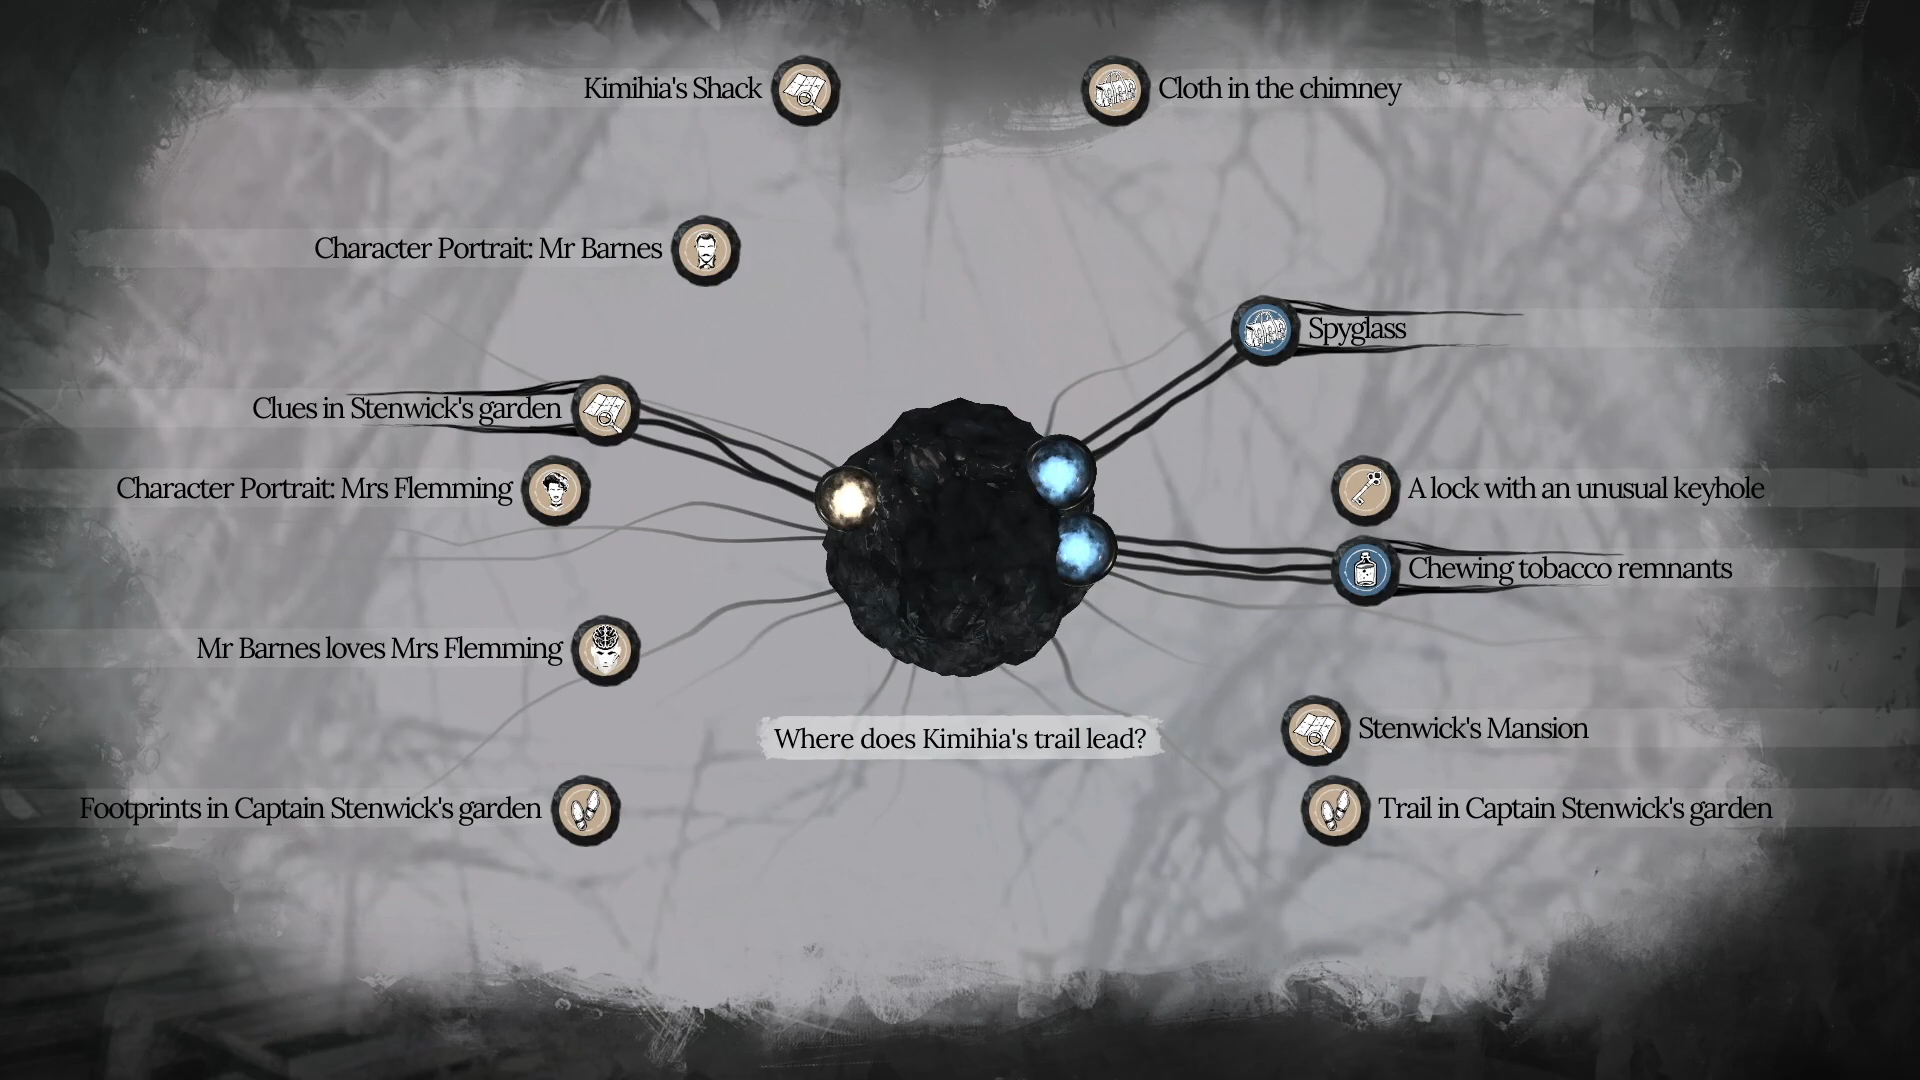 Kimihia's Shack
Cloth in the chimney
Character Portrait: Mr Barnes
Spyglass
Clues in Stenwick's garden
Character Portrait: Mrs Flemming
A lock with an unusual keyhole
Chewing tobacco remnants
Mr Barnes loves Mrs Flemming
Where does Kimihia's trail lead?
Stenwick's Mansion
Footprints in Captain Stenwick's garden
Trail in Captain Stenwick's garden